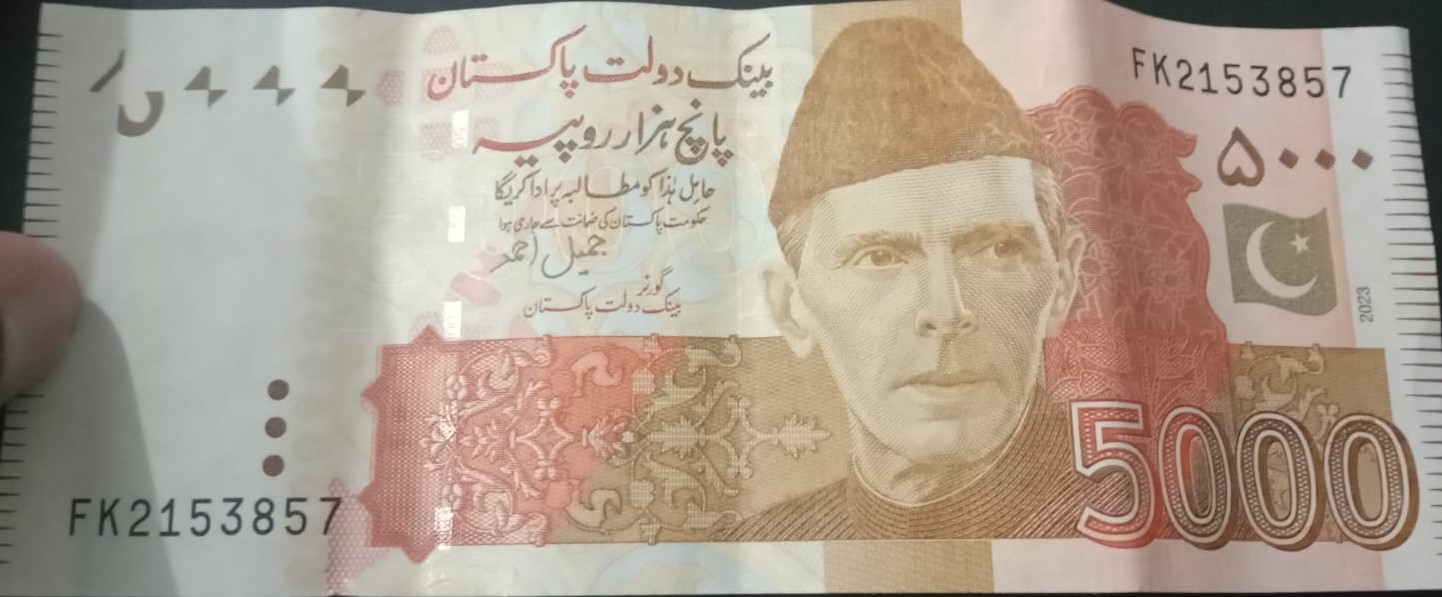 بینک دولت پاکستان
پانچ ہزار روپیہ
حامل ہٰذا کو مطالبہ پر ادا کریگا
حکومت پاکستان کی ضمانت سے جاری ہوا
جمیل احمد
گورنر
بینک دولت پاکستان
FK2153857
۵۰۰۰
2023
5000
FK2153857